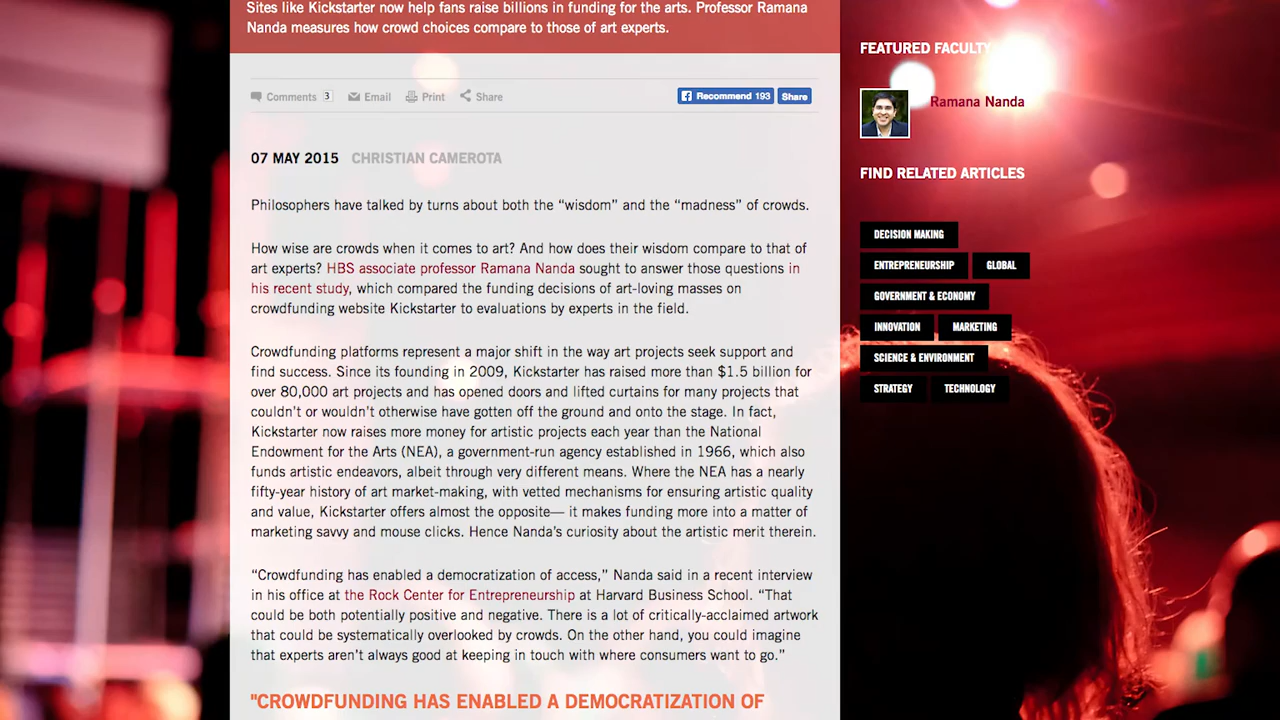 Sites like Kickstarter now help fans raise billions in funding for the arts. Professor Ramana
Nanda measures how crowd choices compare to those of art experts.
Comments 3 Email Print Share
Recommend 193 Share
07 MAY 2015 CHRISTIAN CAMEROTA
Philosophers have talked by turns about both the “wisdom” and the “madness” of crowds.
How wise are crowds when it comes to art? And how does their wisdom compare to that of
art experts? HBS associate professor Ramana Nanda sought to answer those questions in
his recent study, which compared the funding decisions of art-loving masses on
crowdfunding website Kickstarter to evaluations by experts in the field.
Crowdfunding platforms represent a major shift in the way art projects seek support and
find success. Since its founding in 2009, Kickstarter has raised more than $1.5 billion for
over 80,000 art projects and has opened doors and lifted curtains for many projects that
couldn’t or wouldn’t otherwise have gotten off the ground and onto the stage. In fact,
Kickstarter now raises more money for artistic projects each year than the National
Endowment for the Arts (NEA), a government-run agency established in 1966, which also
funds artistic endeavors, albeit through very different means. Where the NEA has a nearly
fifty-year history of art market-making, with vetted mechanisms for ensuring artistic quality
and value, Kickstarter offers almost the opposite— it makes funding more into a matter of
marketing savvy and mouse clicks. Hence Nanda’s curiosity about the artistic merit therein.
“Crowdfunding has enabled a democratization of access,” Nanda said in a recent interview
in his office at the Rock Center for Entrepreneurship at Harvard Business School. “That
could be both potentially positive and negative. There is a lot of critically-acclaimed artwork
that could be systematically overlooked by crowds. On the other hand, you could imagine
that experts aren’t always good at keeping in touch with where consumers want to go.”
"CROWDFUNDING HAS ENABLED A DEMOCRATIZATION OF
FEATURED FACULTY
Ramana Nanda
FIND RELATED ARTICLES
DECISION MAKING
ENTREPRENEURSHIP GLOBAL
GOVERNMENT & ECONOMY
INNOVATION MARKETING
SCIENCE & ENVIRONMENT
STRATEGY TECHNOLOGY